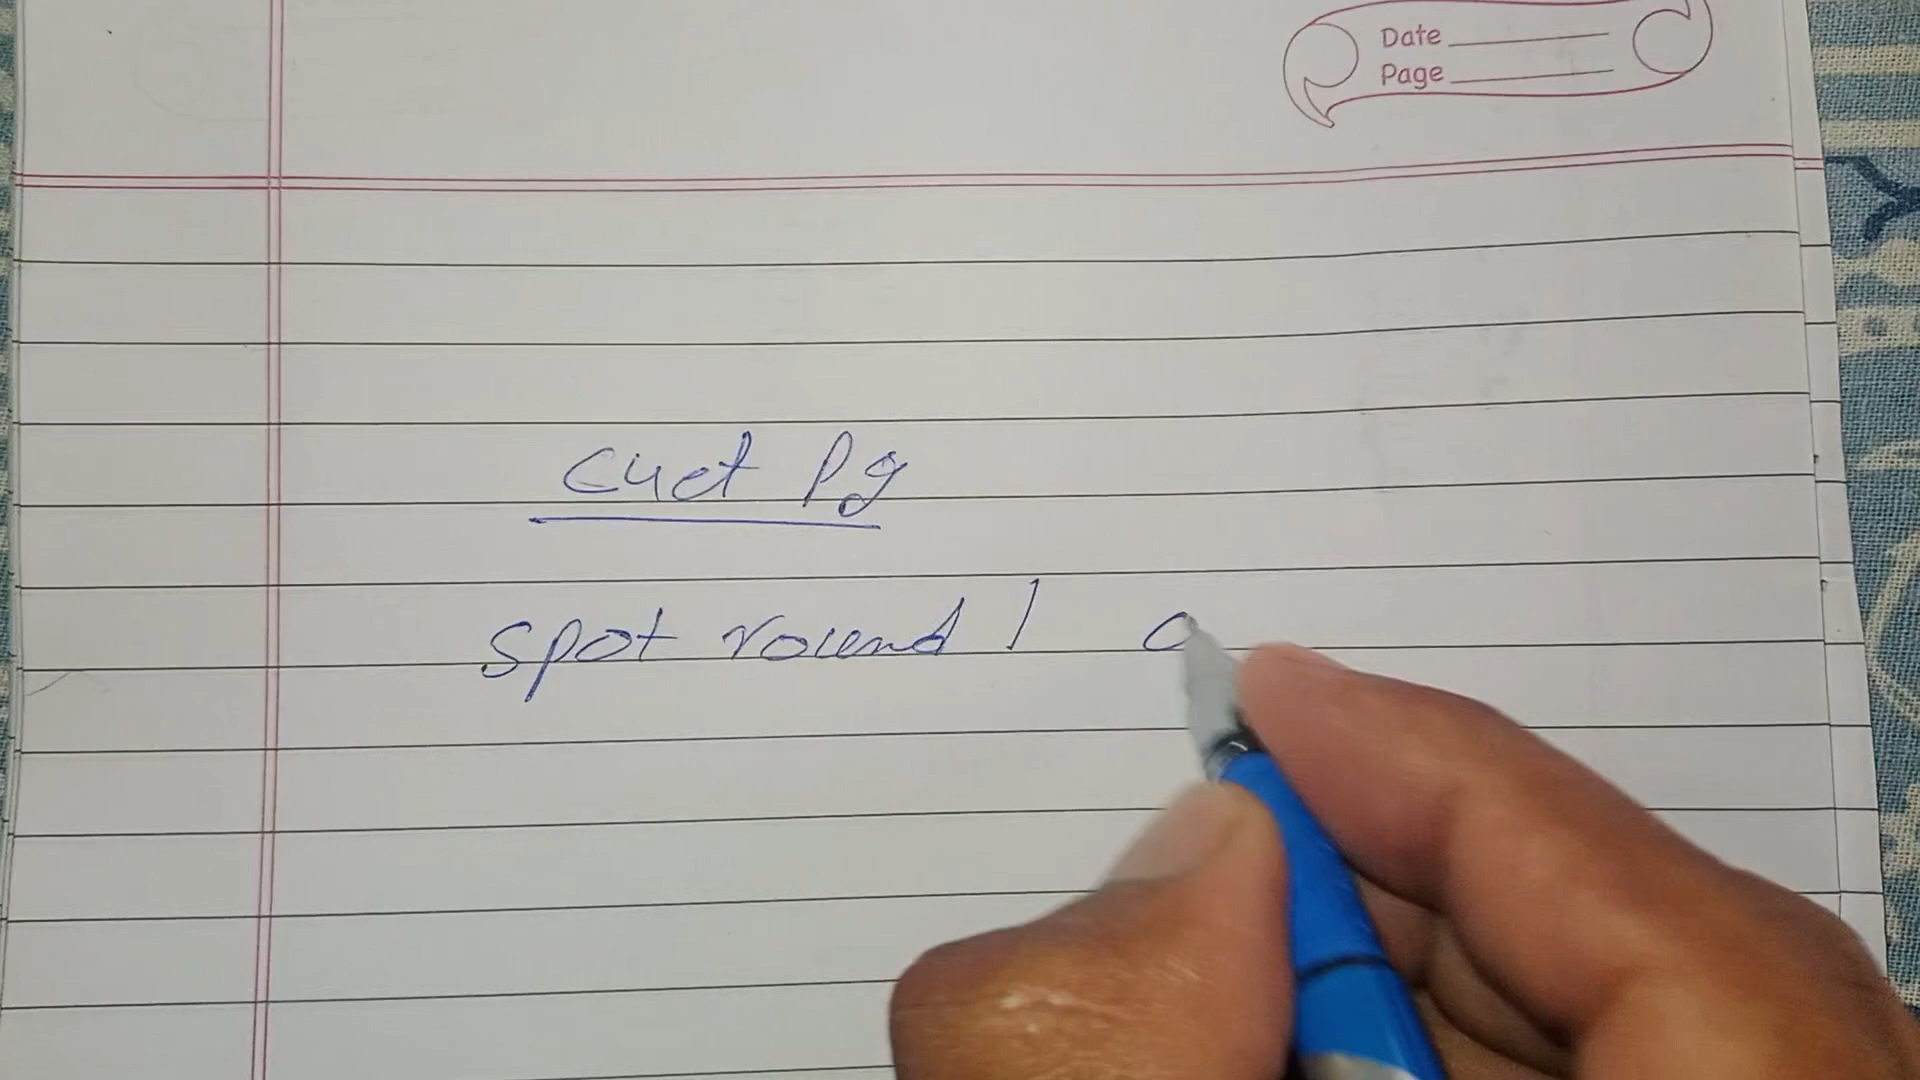 Date
Page
cuet Pg
spot round 1